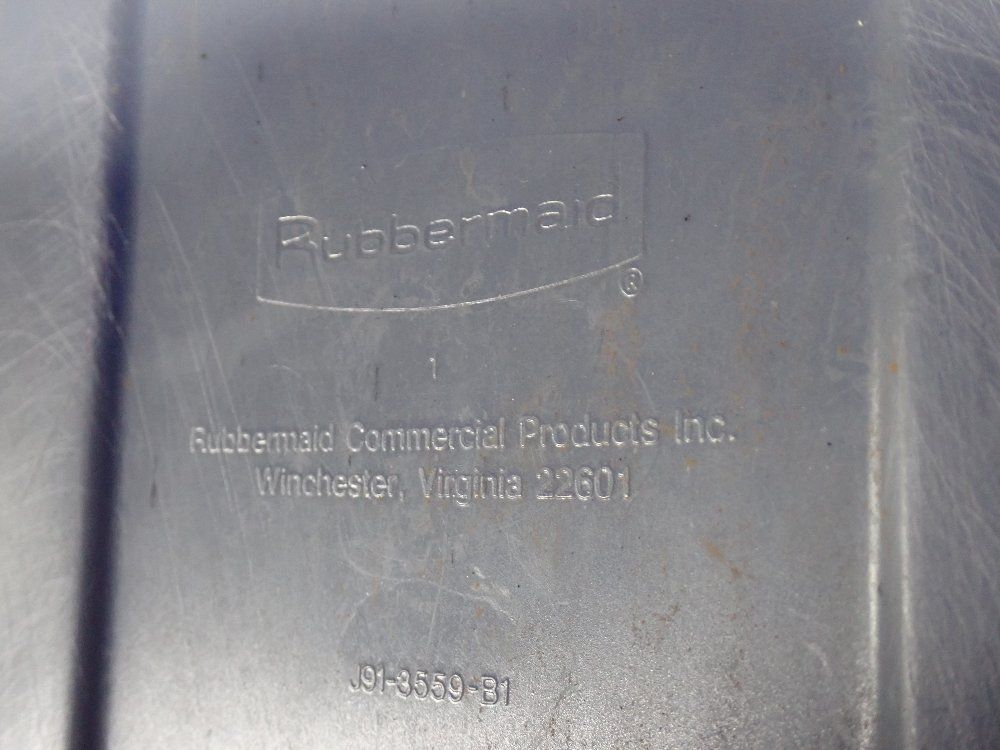 Rubbermaid
®
1
Rubbermaid Commercial Products Inc.
Winchester, Virginia 22601
J91-3559-B1